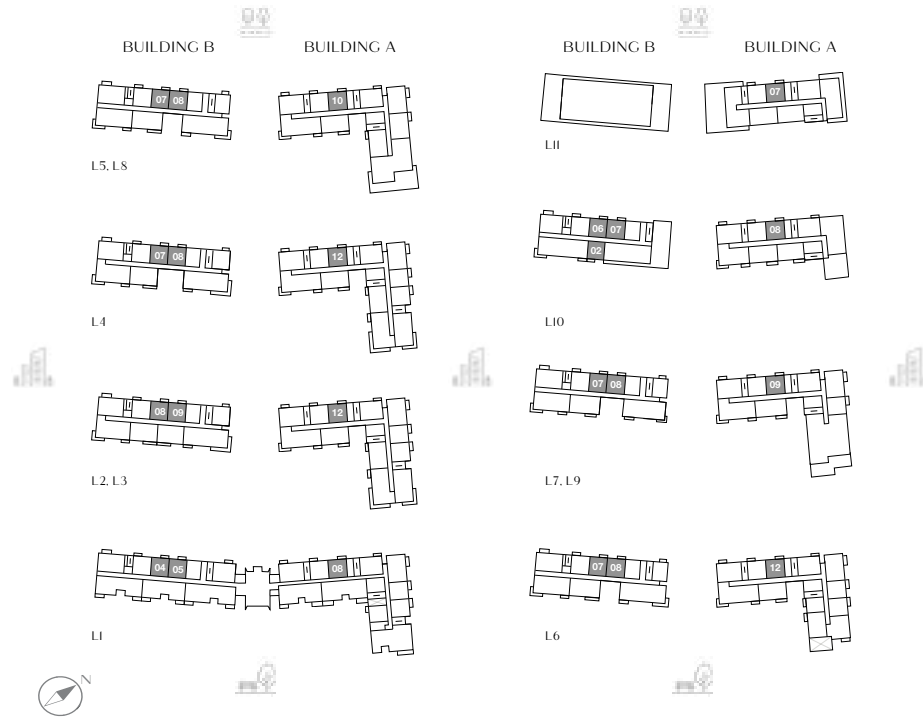 BUILDING B
BUILDING A
07 08
10
L5, L8
07 08
12
L4
08 09
12
L2, L3
04 05
08
L1
N
BUILDING B
BUILDING A
07
L11
06 07
02
08
L10
07 08
09
L7, L9
07 08
12
L6